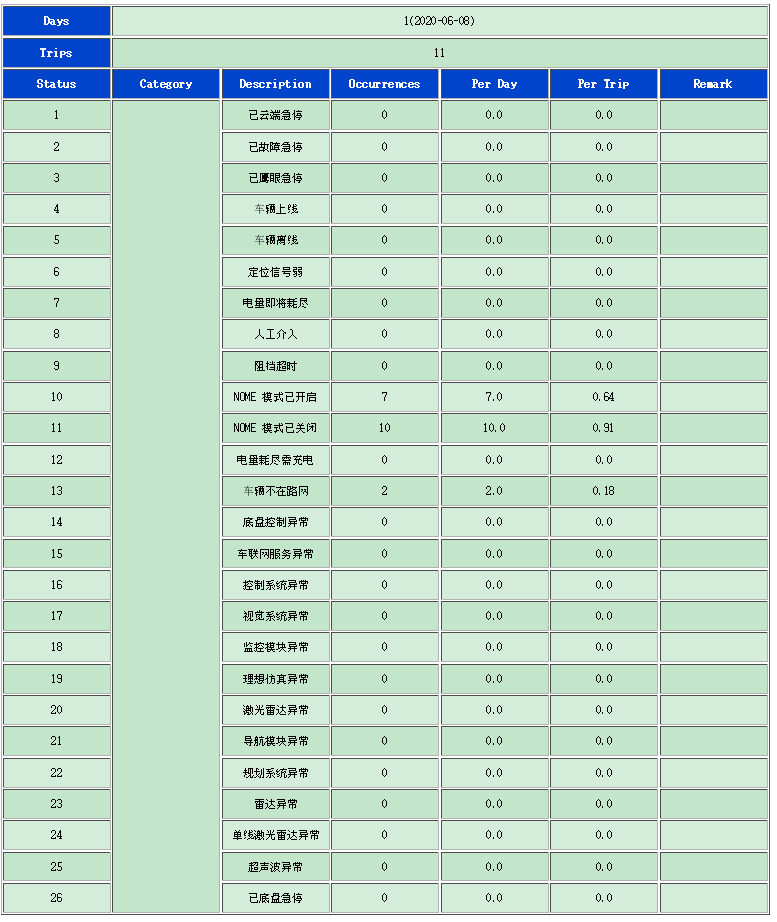 Days 1(2020-06-08)
Trips 11
Status Category Description Occurrences Per Day Per Trip Remark
1 已云端急停 0 0.0 0.0
2 已故障急停 0 0.0 0.0
3 已鹰眼急停 0 0.0 0.0
4 车辆上线 0 0.0 0.0
5 车辆离线 0 0.0 0.0
6 定位信号弱 0 0.0 0.0
7 电量即将耗尽 0 0.0 0.0
8 人工介入 0 0.0 0.0
9 阻挡超时 0 0.0 0.0
10 NOME 模式已开启 7 7.0 0.64
11 NOME 模式已关闭 10 10.0 0.91
12 电量耗尽需充电 0 0.0 0.0
13 车辆不在路网 2 2.0 0.18
14 底盘控制异常 0 0.0 0.0
15 车联网服务异常 0 0.0 0.0
16 控制系统异常 0 0.0 0.0
17 视觉系统异常 0 0.0 0.0
18 监控模块异常 0 0.0 0.0
19 理想仿真异常 0 0.0 0.0
20 激光雷达异常 0 0.0 0.0
21 导航模块异常 0 0.0 0.0
22 规划系统异常 0 0.0 0.0
23 雷达异常 0 0.0 0.0
24 单线激光雷达异常 0 0.0 0.0
25 超声波异常 0 0.0 0.0
26 已底盘急停 0 0.0 0.0